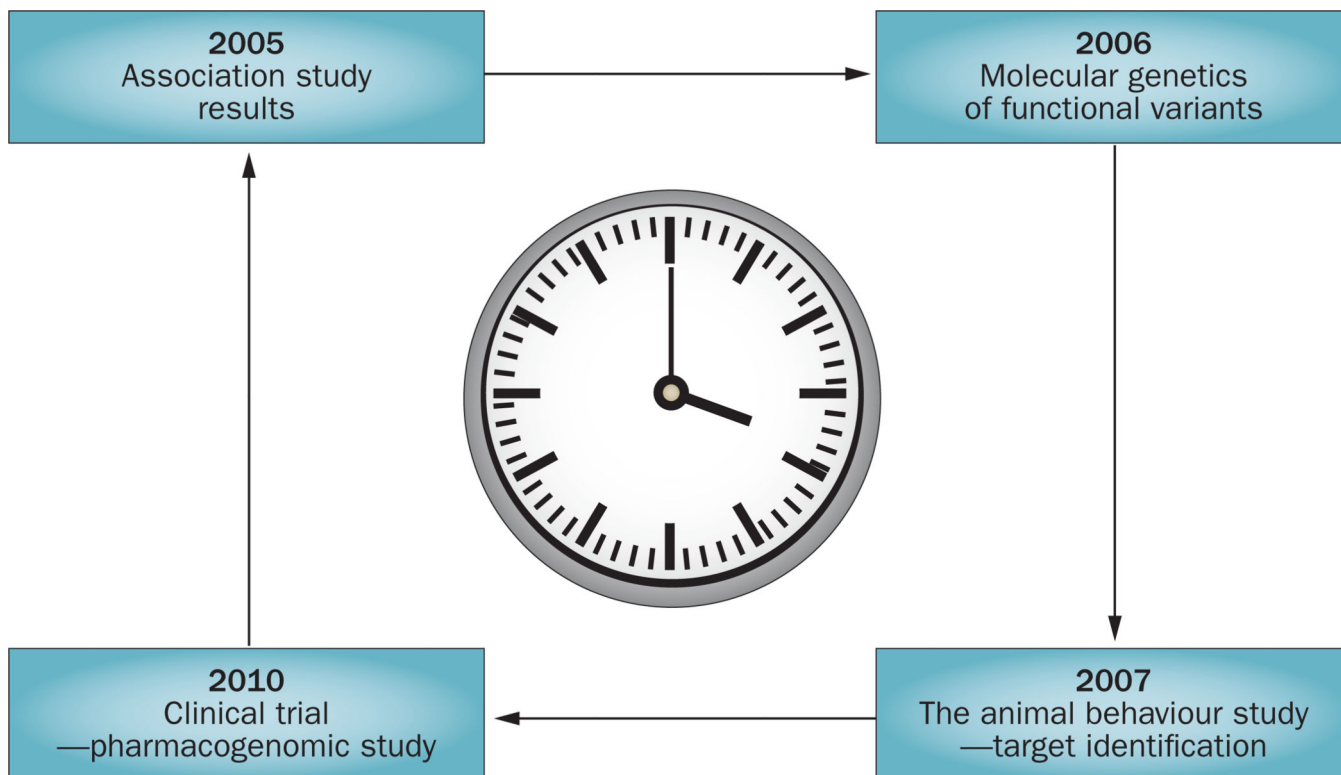 2005
Association study
results
2006
Molecular genetics
of functional variants
2007
The animal behaviour study
—target identification
2010
Clinical trial
—pharmacogenomic study